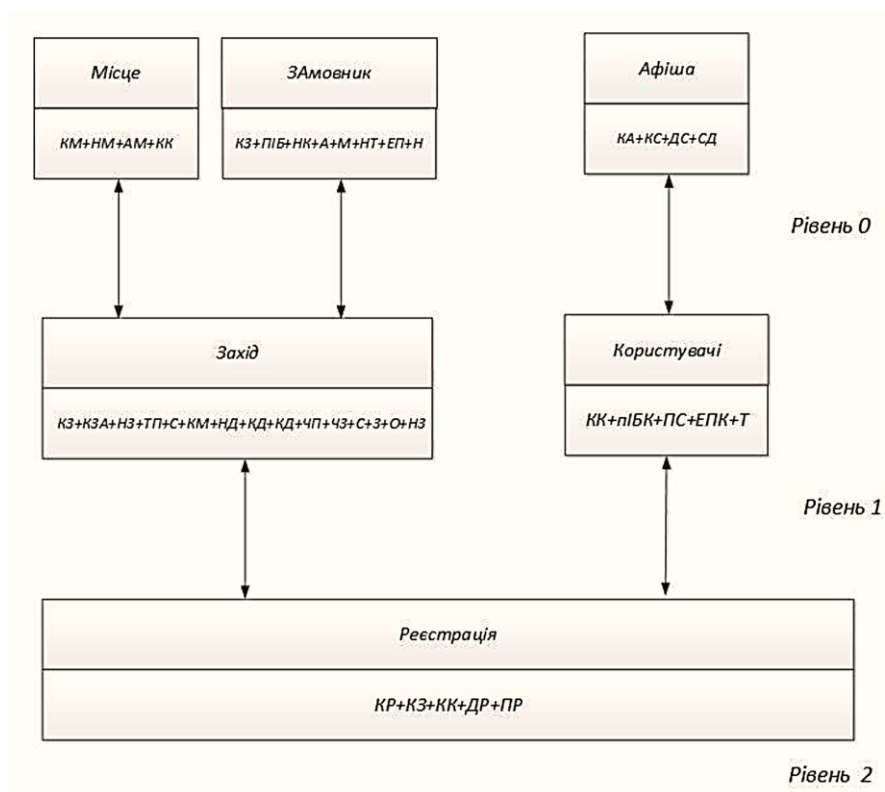 Місце
ЗАмовник
Афіша
КМ+НМ+АМ+КК
КЗ+ПІБ+НК+А+М+НТ+ЕП+Н
КА+КС+ДС+СД
Рівень 0
Захід
Користувачі
КЗ+КЗА+НЗ+ТП+С+КМ+НД+КД+КД+ЧП+ЧЗ+С+З+О+НЗ
КК+пІБК+ПС+ЕПК+Т
Рівень 1
Реєстрація
КР+КЗ+КК+ДР+ПР
Рівень 2